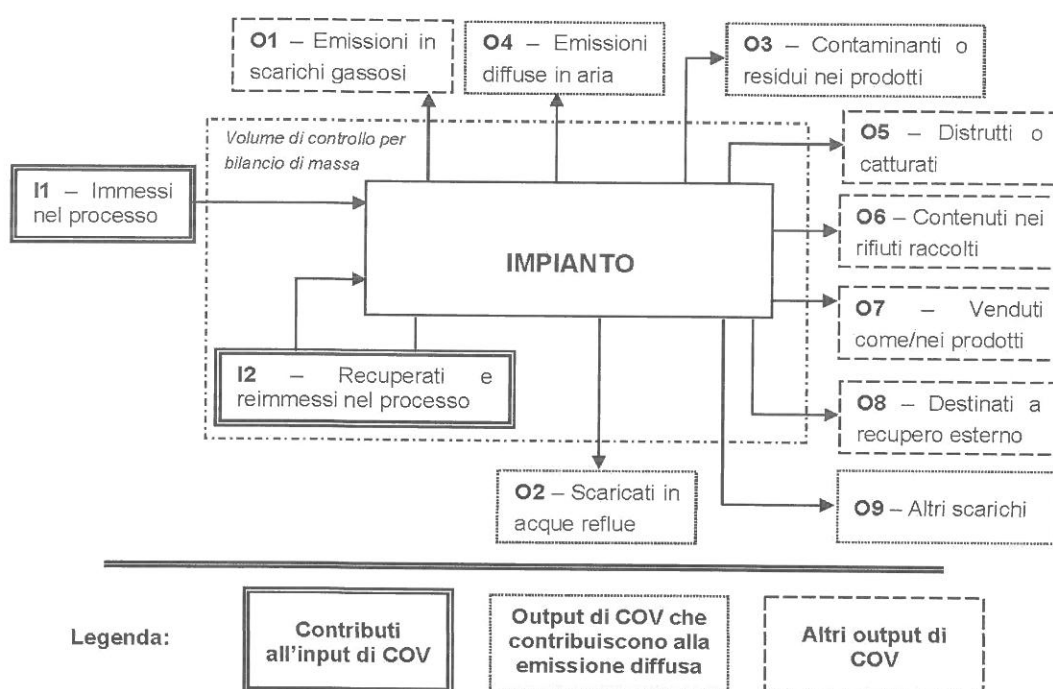 O1 – Emissioni in
scarichi gassosi
O4 – Emissioni
diffuse in aria
O3 – Contaminanti o
residui nei prodotti
Volume di controllo per
bilancio di massa
O5 – Distrutti o
catturati
I1 – Immessi
nel processo
O6 – Contenuti nei
rifiuti raccolti
IMPIANTO
O7 – Venduti
come/nei prodotti
I2 – Recuperati e
reimmessi nel processo
O8 – Destinati a
recupero esterno
O2 – Scaricati in
acque reflue
O9 – Altri scarichi
Legenda:
Contributi
all'input di COV
Output di COV che
contribuiscono alla
emissione diffusa
Altri output di
COV